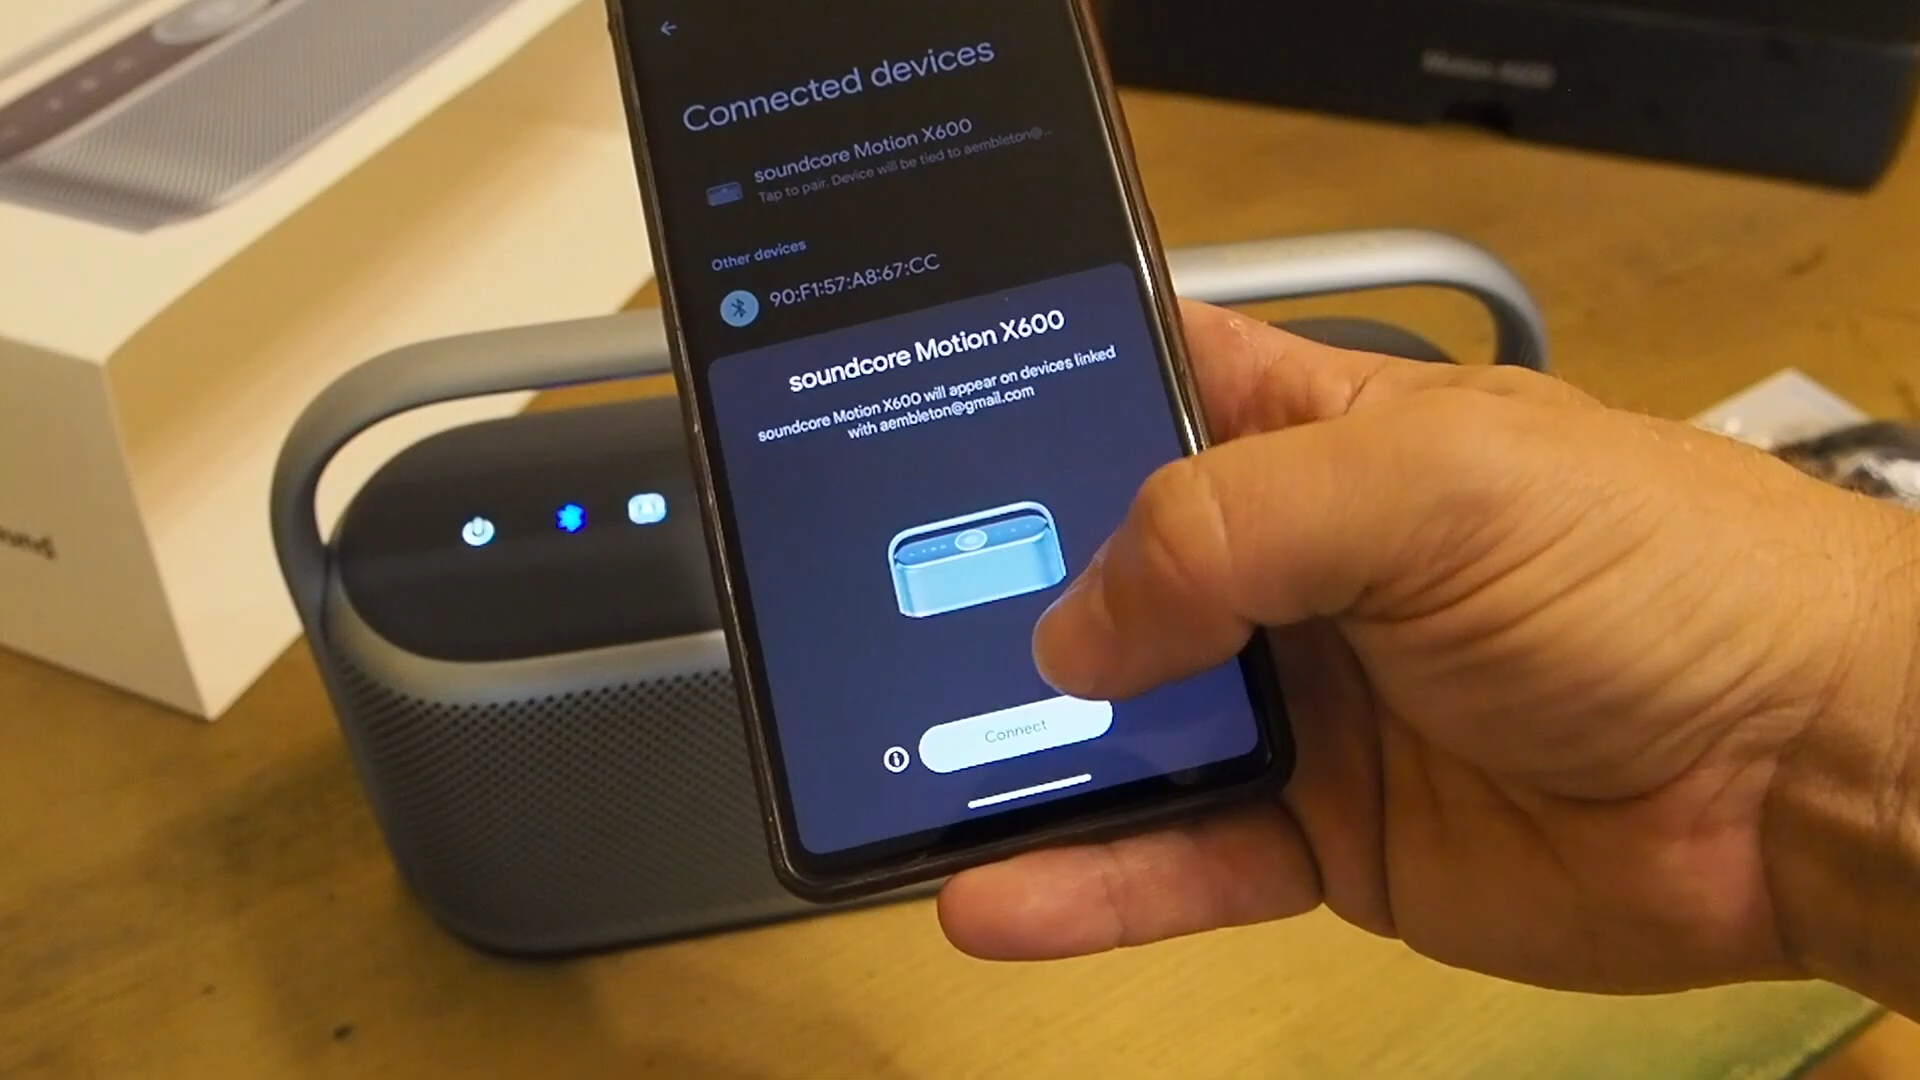 Connected devices
soundcore Motion X600
Tap to pair. Device will be tied to aembleton@...
Other devices
90:F1:57:A8:67:CC
soundcore Motion X600
soundcore Motion X600 will appear on devices linked
with aembleton@gmail.com
Connect
Motion X600